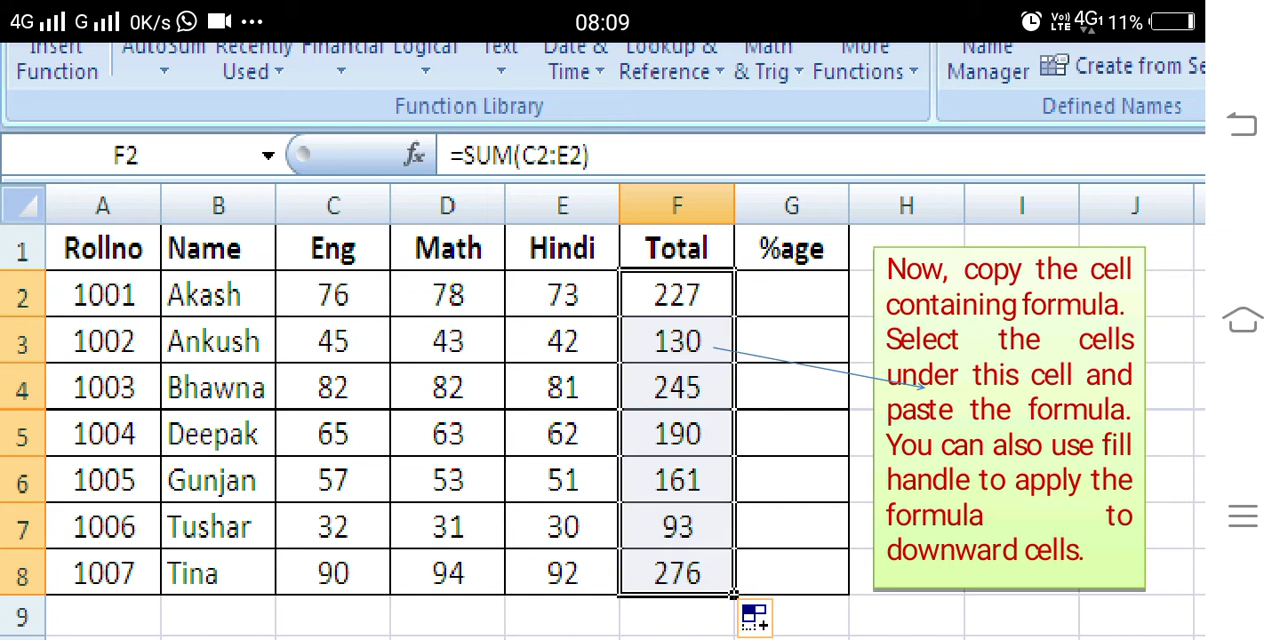 4G G 0K/s ... 08:09 VoD LTE 4G1 11%
Insert AutoSum Recently Financial Logical Text Date & Lookup & Math More Name
Function Used Time Reference & Trig Functions Manager Create from Se
Function Library Defined Names
F2 fx =SUM(C2:E2)
A B C D E F G H I J
1 Rollno Name Eng Math Hindi Total %age
2 1001 Akash 76 78 73 227
3 1002 Ankush 45 43 42 130
4 1003 Bhawna 82 82 81 245
5 1004 Deepak 65 63 62 190
6 1005 Gunjan 57 53 51 161
7 1006 Tushar 32 31 30 93
8 1007 Tina 90 94 92 276
9
Now, copy the cell
containing formula.
Select the cells
under this cell and
paste the formula.
You can also use fill
handle to apply the
formula to
downward cells.